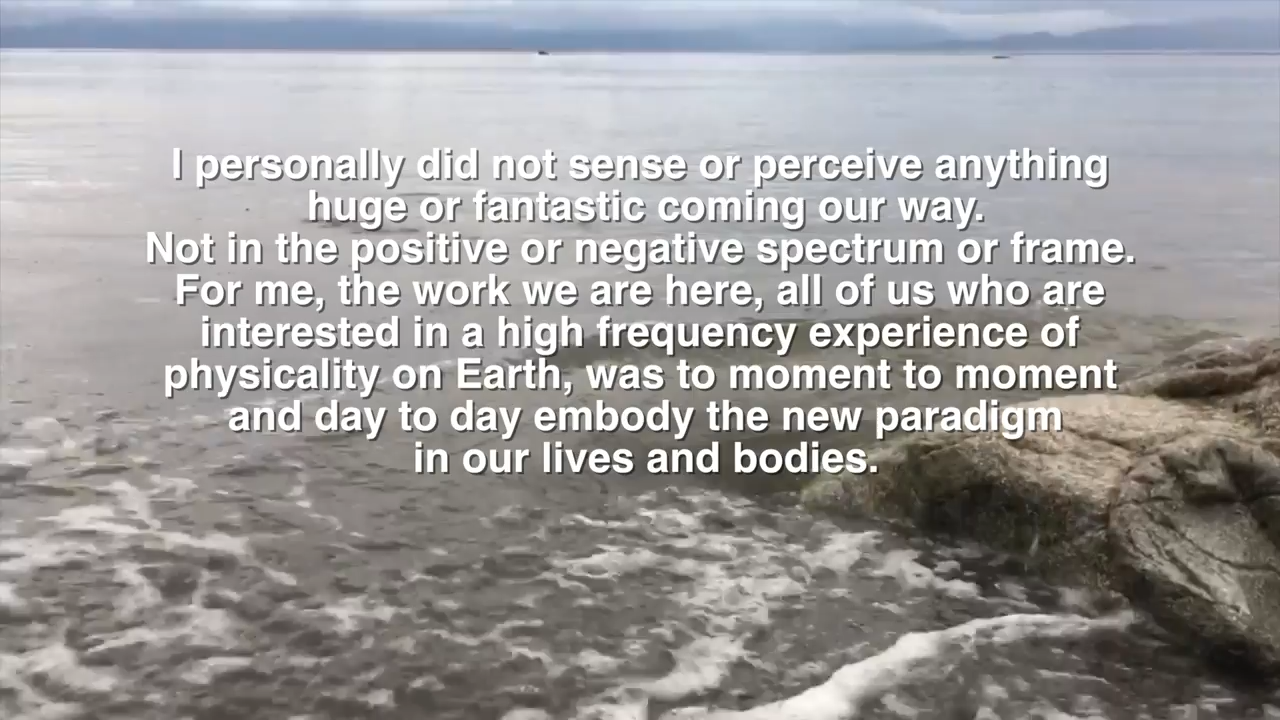 I personally did not sense or perceive anything
huge or fantastic coming our way.
Not in the positive or negative spectrum or frame.
For me, the work we are here, all of us who are
interested in a high frequency experience of
physicality on Earth, was to moment to moment
and day to day embody the new paradigm
in our lives and bodies.